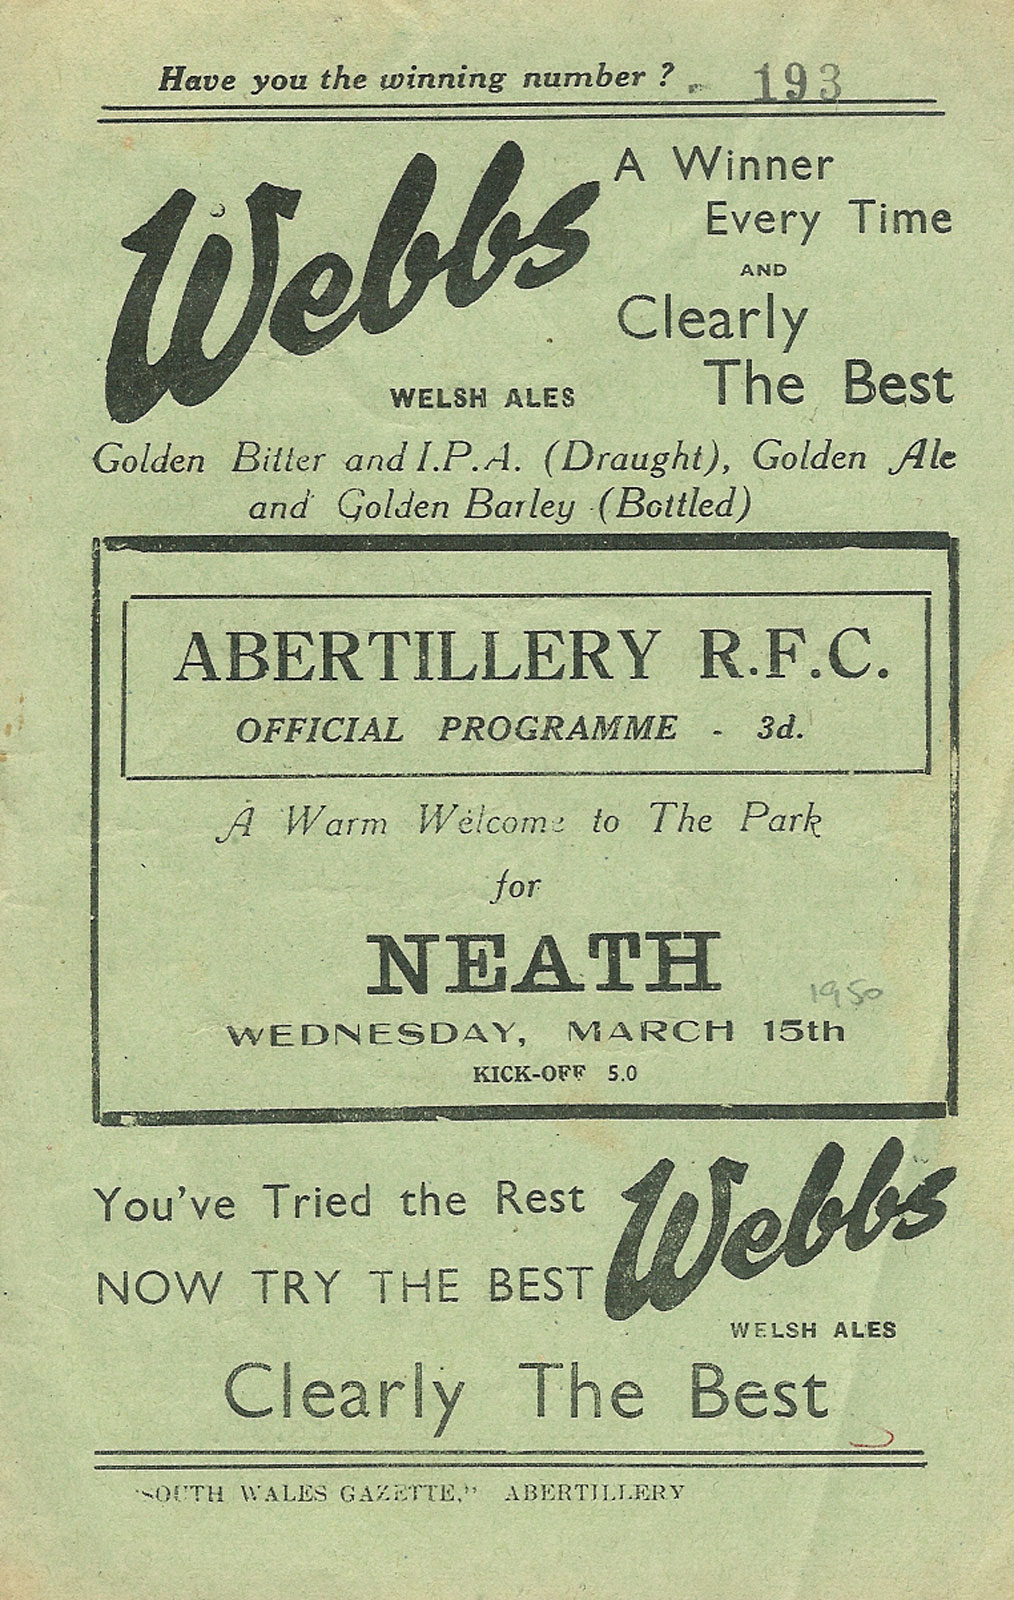 Have you the winning number ? 193
Webbs
A Winner
Every Time
AND
Clearly
The Best
WELSH ALES
Golden Bitter and I.P.A. (Draught), Golden Ale
and Golden Barley (Bottled)
ABERTILLERY R.F.C.
OFFICIAL PROGRAMME - 3d.
A Warm Welcome to The Park
for
NEATH
1950
WEDNESDAY, MARCH 15th
KICK-OFF 5.0
You've Tried the Rest
NOW TRY THE BEST
Webbs
WELSH ALES
Clearly The Best
"SOUTH WALES GAZETTE," ABERTILLERY